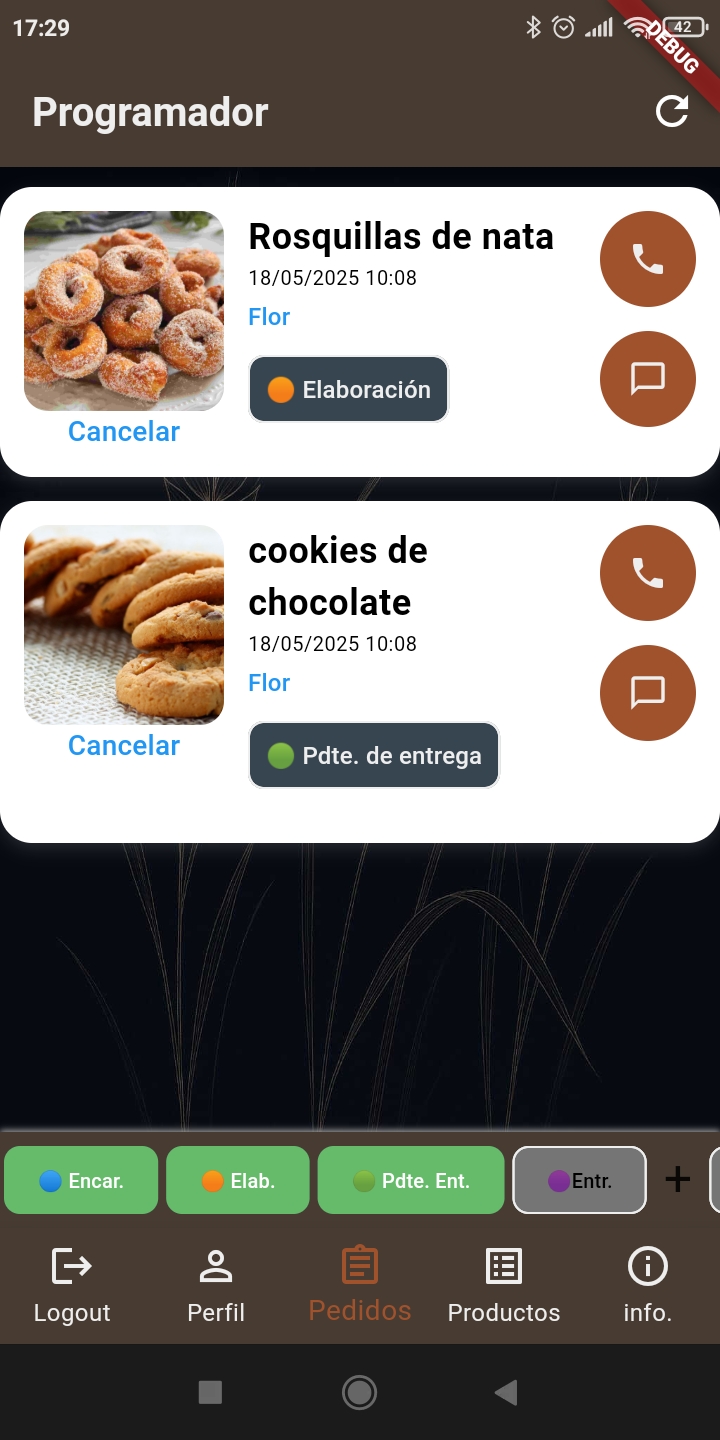 17:29
42
DEBUG
Programador
Rosquillas de nata
18/05/2025 10:08
Flor
Elaboración
Cancelar
cookies de
chocolate
18/05/2025 10:08
Flor
Pdte. de entrega
Cancelar
Encar.
Elab.
Pdte. Ent.
Entr.
+
Logout
Perfil
Pedidos
Productos
info.